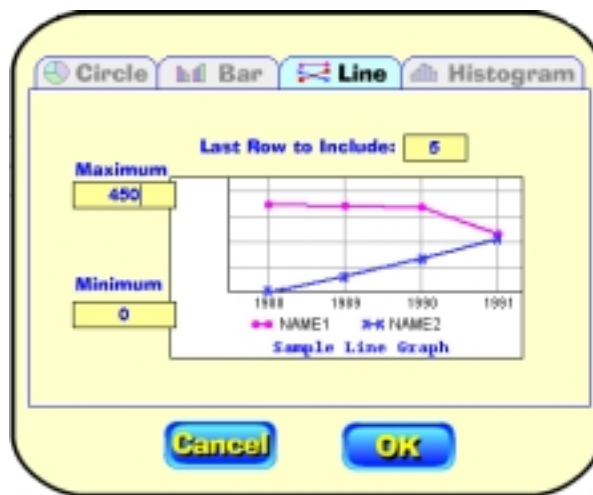 Circle Bar Line Histogram
Last Row to Include: 5
Maximum
450
Minimum
0
1988 1989 1990 1991
NAME1 NAME2
Sample Line Graph
Cancel OK